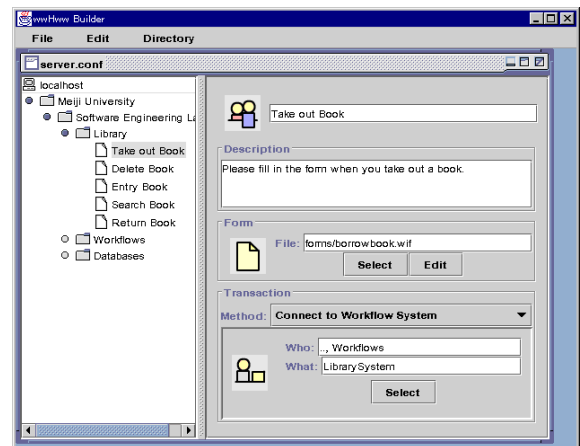 wwHww Builder
File Edit Directory
server.conf
localhost
Meiji University
Software Engineering La
Library
Take out Book
Delete Book
Entry Book
Search Book
Return Book
Workflows
Databases
Take out Book
Description
Please fill in the form when you take out a book.
Form
File: forms/borrowbook.wif
Select Edit
Transaction
Method: Connect to Workflow System
Who: .., Workflows
What: LibrarySystem
Select